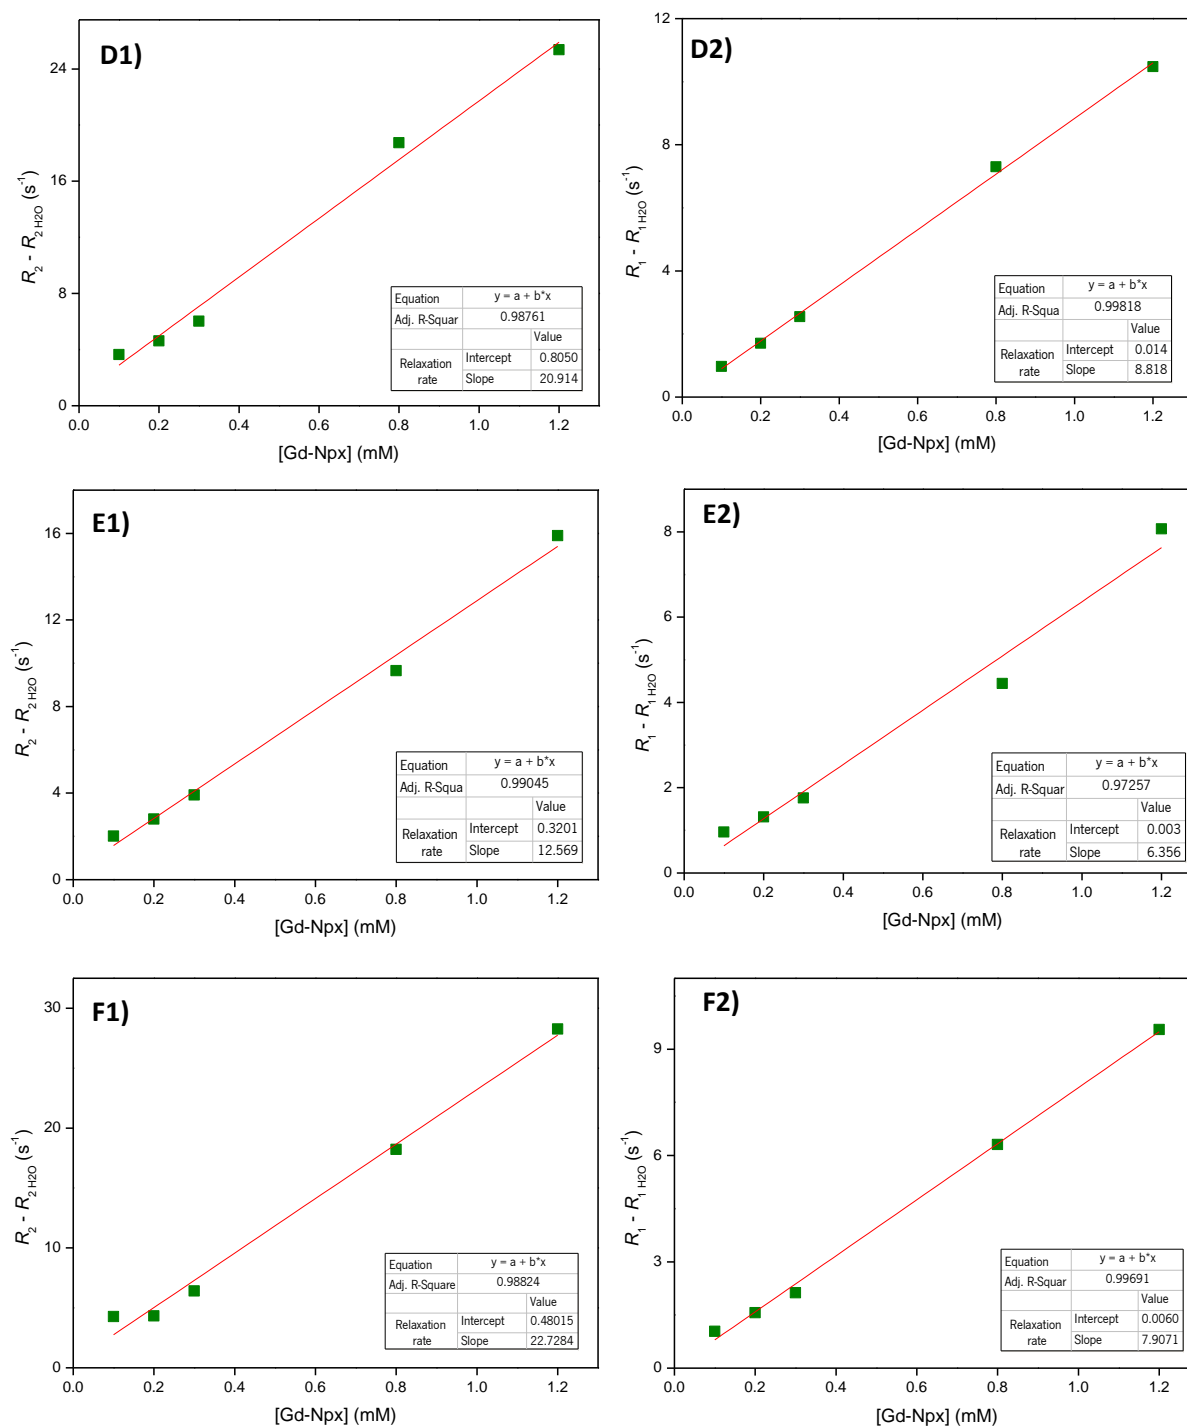 D1)
R2 - R2 H2O (s-1)
24
16
8
0
0.0 0.2 0.4 0.6 0.8 1.0 1.2
[Gd-Npx] (mM)
Equation y = a + b*x
Adj. R-Squar 0.98761
Value
Relaxation rate Intercept 0.8050
Slope 20.914
D2)
R1 - R1 H2O (s-1)
12
8
4
0
0.0 0.2 0.4 0.6 0.8 1.0 1.2
[Gd-Npx] (mM)
Equation y = a + b*x
Adj. R-Squa 0.99818
Value
Relaxation rate Intercept 0.014
Slope 8.818
E1)
R2 - R2 H2O (s-1)
16
12
8
4
0
0.0 0.2 0.4 0.6 0.8 1.0 1.2
[Gd-Npx] (mM)
Equation y = a + b*x
Adj. R-Squa 0.99045
Value
Relaxation rate Intercept 0.3201
Slope 12.569
E2)
R1 - R1 H2O (s-1)
8
6
4
2
0
0.0 0.2 0.4 0.6 0.8 1.0 1.2
[Gd-Npx] (mM)
Equation y = a + b*x
Adj. R-Squar 0.97257
Value
Relaxation rate Intercept 0.003
Slope 6.356
F1)
R2 - R2 H2O (s-1)
30
20
10
0
0.0 0.2 0.4 0.6 0.8 1.0 1.2
[Gd-Npx] (mM)
Equation y = a + b*x
Adj. R-Square 0.98824
Value
Relaxation rate Intercept 0.48015
Slope 22.7284
F2)
R1 - R1 H2O (s-1)
9
6
3
0
0.0 0.2 0.4 0.6 0.8 1.0 1.2
[Gd-Npx] (mM)
Equation y = a + b*x
Adj. R-Squar 0.99691
Value
Relaxation rate Intercept 0.0060
Slope 7.9071